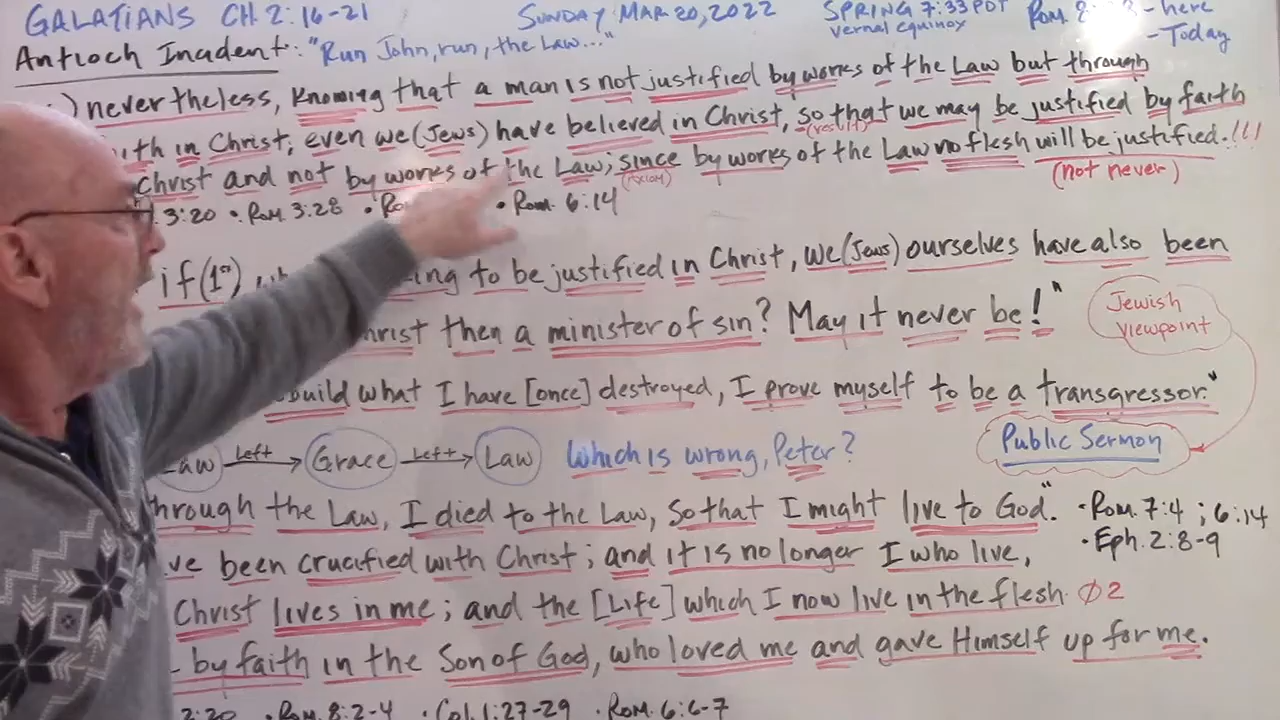 GALATIANS CH. 2:16-21 SUNDAY MAR 20, 2022 SPRING 7:33 PDT Rom. 8: - here
vernal equinox - Today
Antioch Incident: "Run John, run, the Law..."
) nevertheless, knowing that a man is not justified by works of the Law but through
in Christ, even we (Jews) have believed in Christ, so that we may be justified by faith
(result)
Christ and not by works of the Law; since by works of the Law no flesh will be justified.!!!
(Axiom) (not never)
3:20 • Rom. 3:28 • • Rom. 6:14
if (1st) to be justified in Christ, we (Jews) ourselves have also been
then a minister of sin? May it never be!"
Jewish
viewpoint
what I have [once] destroyed, I prove myself to be a transgressor."
Left Grace Left Law Which is wrong, Peter?
Public Sermon
the Law, I died to the Law, so that I might live to God." • Rom. 7:4 ; 6:14
been crucified with Christ; and it is no longer I who live, • Eph. 2:8-9
Christ lives in me; and the [Life] which I now live in the flesh Ø2
by faith in the Son of God, who loved me and gave Himself up for me.
2:20 • Rom. 8:2-4 • Col. 1:27-29 • Rom. 6:6-7